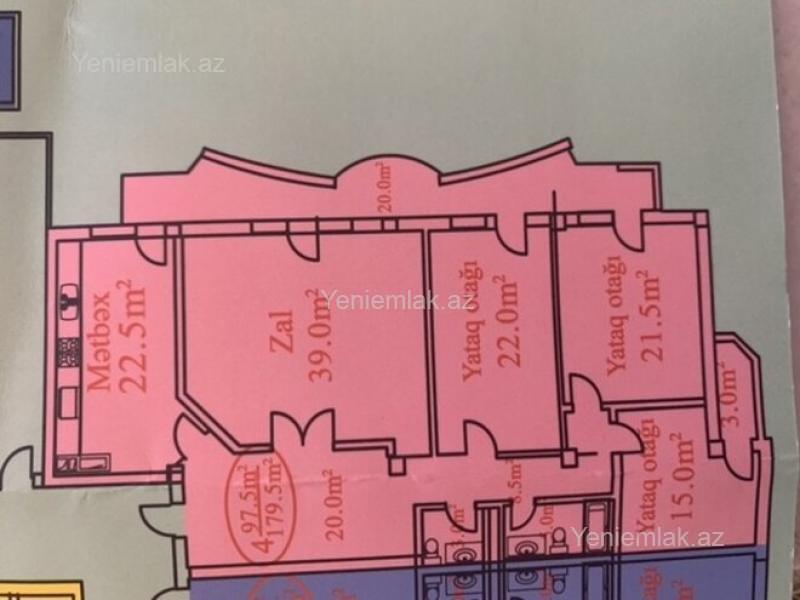 Yeniemlak.az
20.0m²
Mətbəx
22.5m²
Zal
39.0m²
Yeniemlak.az
Yataq otağı
22.0m²
Yataq otağı
21.5m²
3.0m²
Yataq otağı
15.0m²
4 97.5m²
179.5m²
20.0m²
Yeniemlak.az